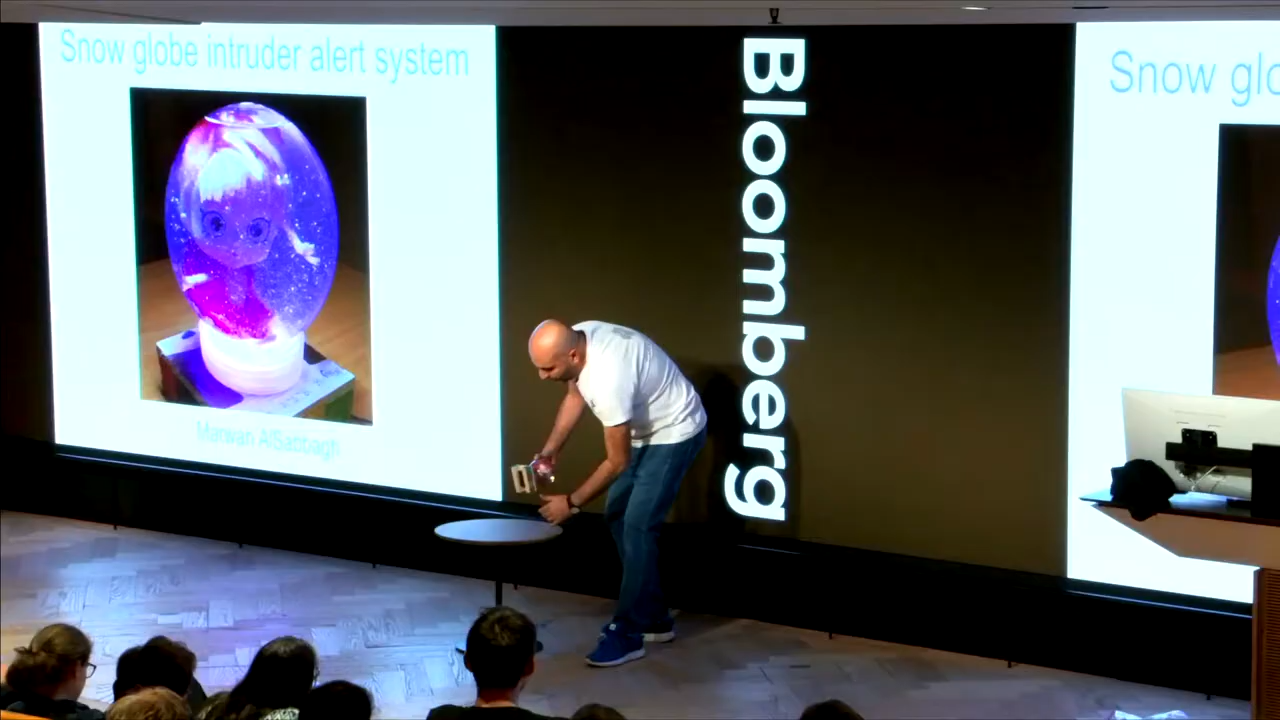 Snow globe intruder alert system
Marwan AlSabbagh
Bloomberg
Snow glo